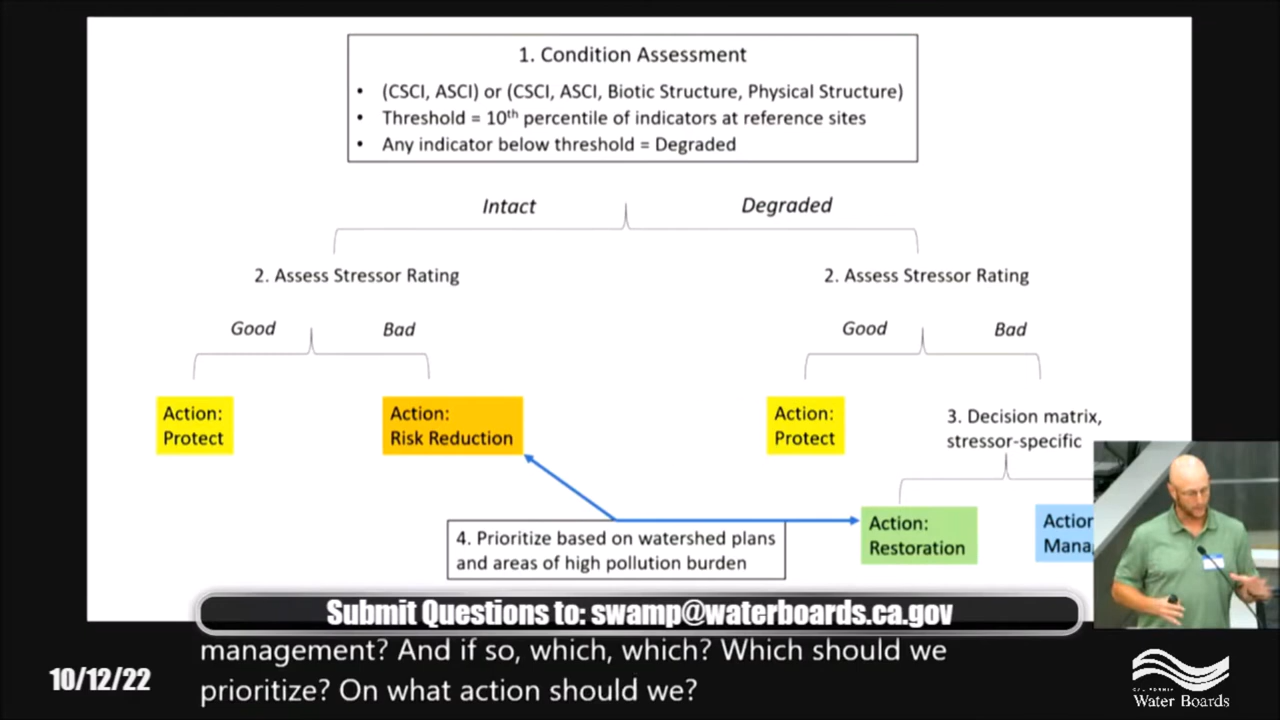 1. Condition Assessment
• (CSCI, ASCI) or (CSCI, ASCI, Biotic Structure, Physical Structure)
• Threshold = 10th percentile of indicators at reference sites
• Any indicator below threshold = Degraded
Intact
Degraded
2. Assess Stressor Rating
2. Assess Stressor Rating
Good
Bad
Good
Bad
Action:
Protect
Action:
Risk Reduction
Action:
Protect
3. Decision matrix,
stressor-specific
4. Prioritize based on watershed plans
and areas of high pollution burden
Action:
Restoration
Action
Mana
Submit Questions to: swamp@waterboards.ca.gov
management? And if so, which, which? Which should we
prioritize? On what action should we?
10/12/22
CALIFORNIA
Water Boards